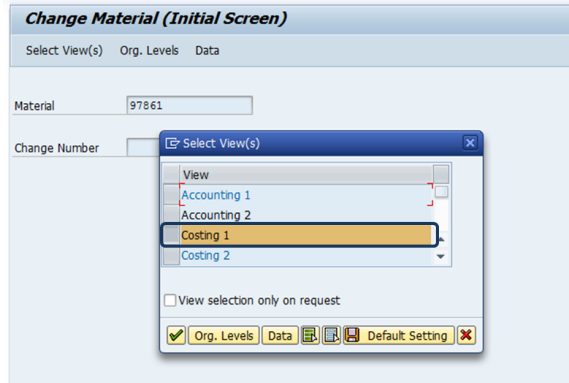 Change Material (Initial Screen)
Select View(s) Org. Levels Data
Material 97861
Change Number
Select View(s)
View
Accounting 1
Accounting 2
Costing 1
Costing 2
View selection only on request
Org. Levels Data Default Setting